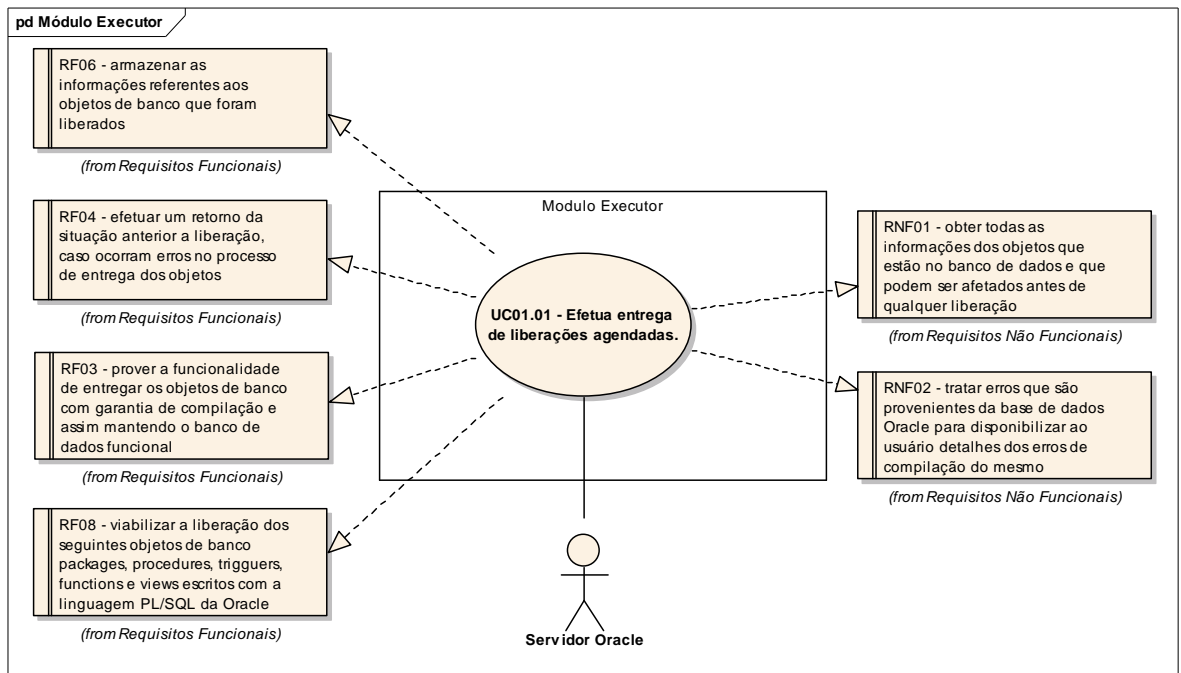 pd Módulo Executor
RF06 - armazenar as
informações referentes aos
objetos de banco que foram
liberados
(from Requisitos Funcionais)
RF04 - efetuar um retorno da
situação anterior a liberação,
caso ocorram erros no processo
de entrega dos objetos
(from Requisitos Funcionais)
RF03 - prover a funcionalidade
de entregar os objetos de banco
com garantia de compilação e
assim mantendo o banco de
dados funcional
(from Requisitos Funcionais)
RF08 - viabilizar a liberação dos
seguintes objetos de banco
packages, procedures, trigguers,
functions e views escritos com a
linguagem PL/SQL da Oracle
(from Requisitos Funcionais)
Modulo Executor
UC01.01 - Efetua entrega
de liberações agendadas.
Servidor Oracle
RNF01 - obter todas as
informações dos objetos que
estão no banco de dados e que
podem ser afetados antes de
qualquer liberação
(from Requisitos Não Funcionais)
RNF02 - tratar erros que são
provenientes da base de dados
Oracle para disponibilizar ao
usuário detalhes dos erros de
compilação do mesmo
(from Requisitos Não Funcionais)